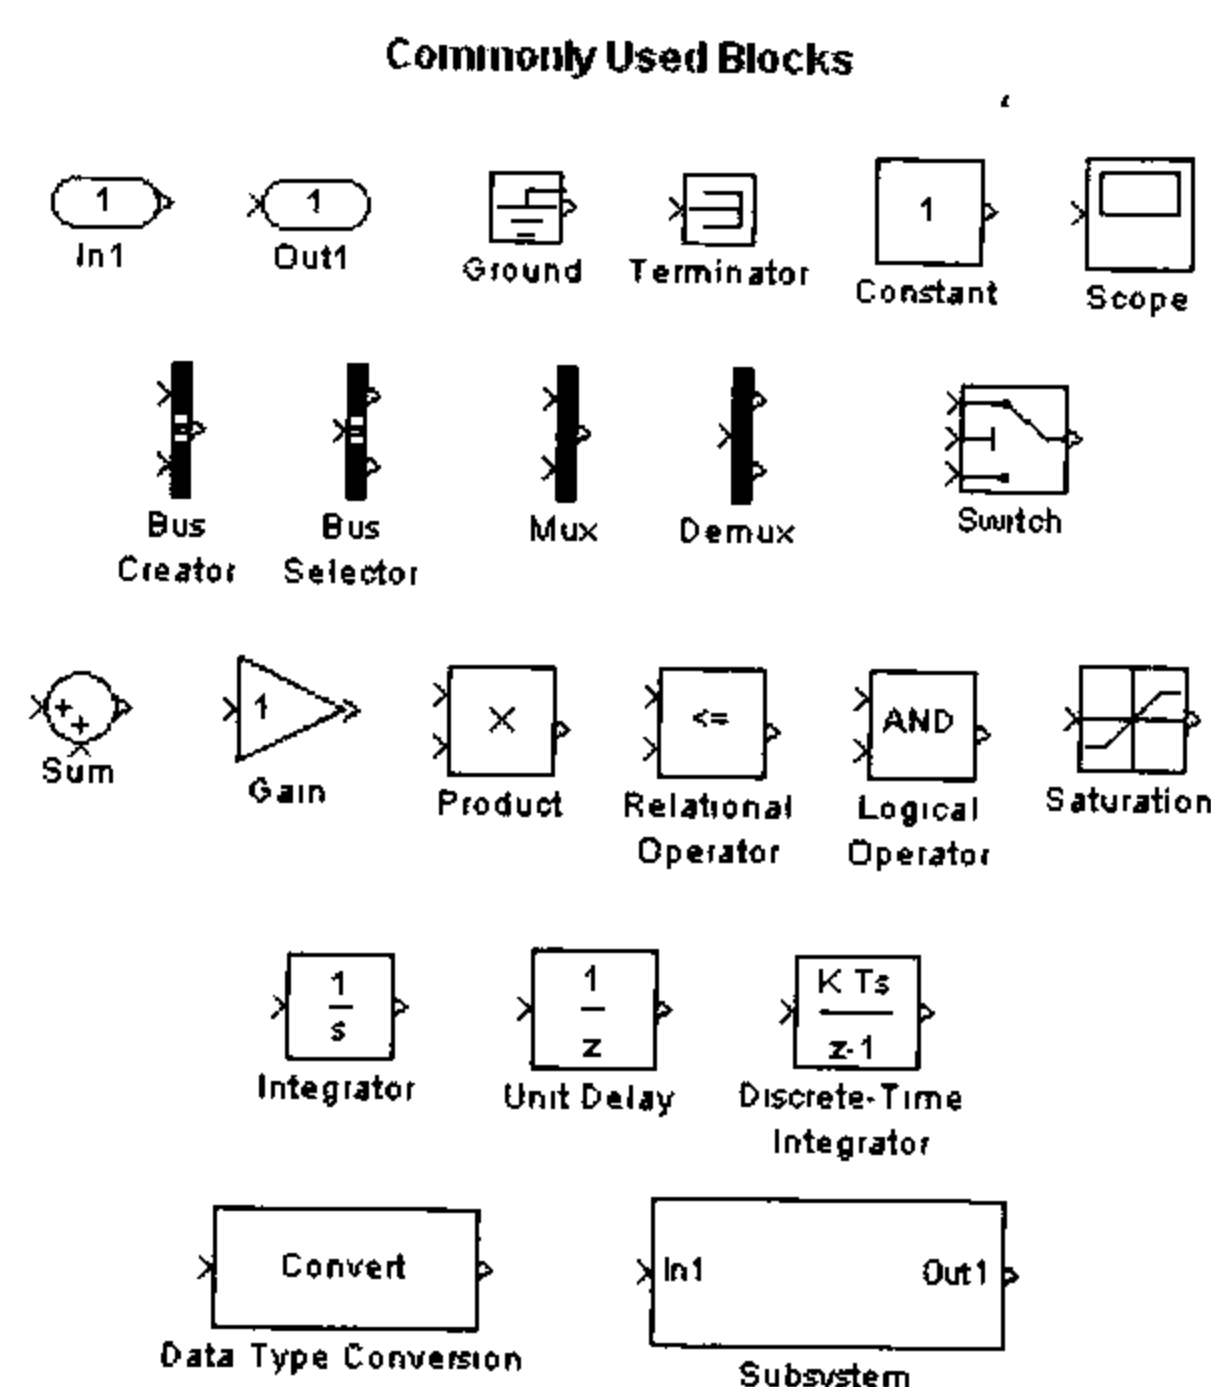 Commonly Used Blocks
1
1
1
In1
Out1
Ground
Terminator
Constant
Scope
Bus
Creator
Bus
Selector
Mux
Demux
Switch
1
×
<=
AND
Sum
Gain
Product
Relational
Operator
Logical
Operator
Saturation
1
s
1
z
K Ts
z-1
Integrator
Unit Delay
Discrete-Time
Integrator
Convert
In1
Out1
Data Type Conversion
Subsystem